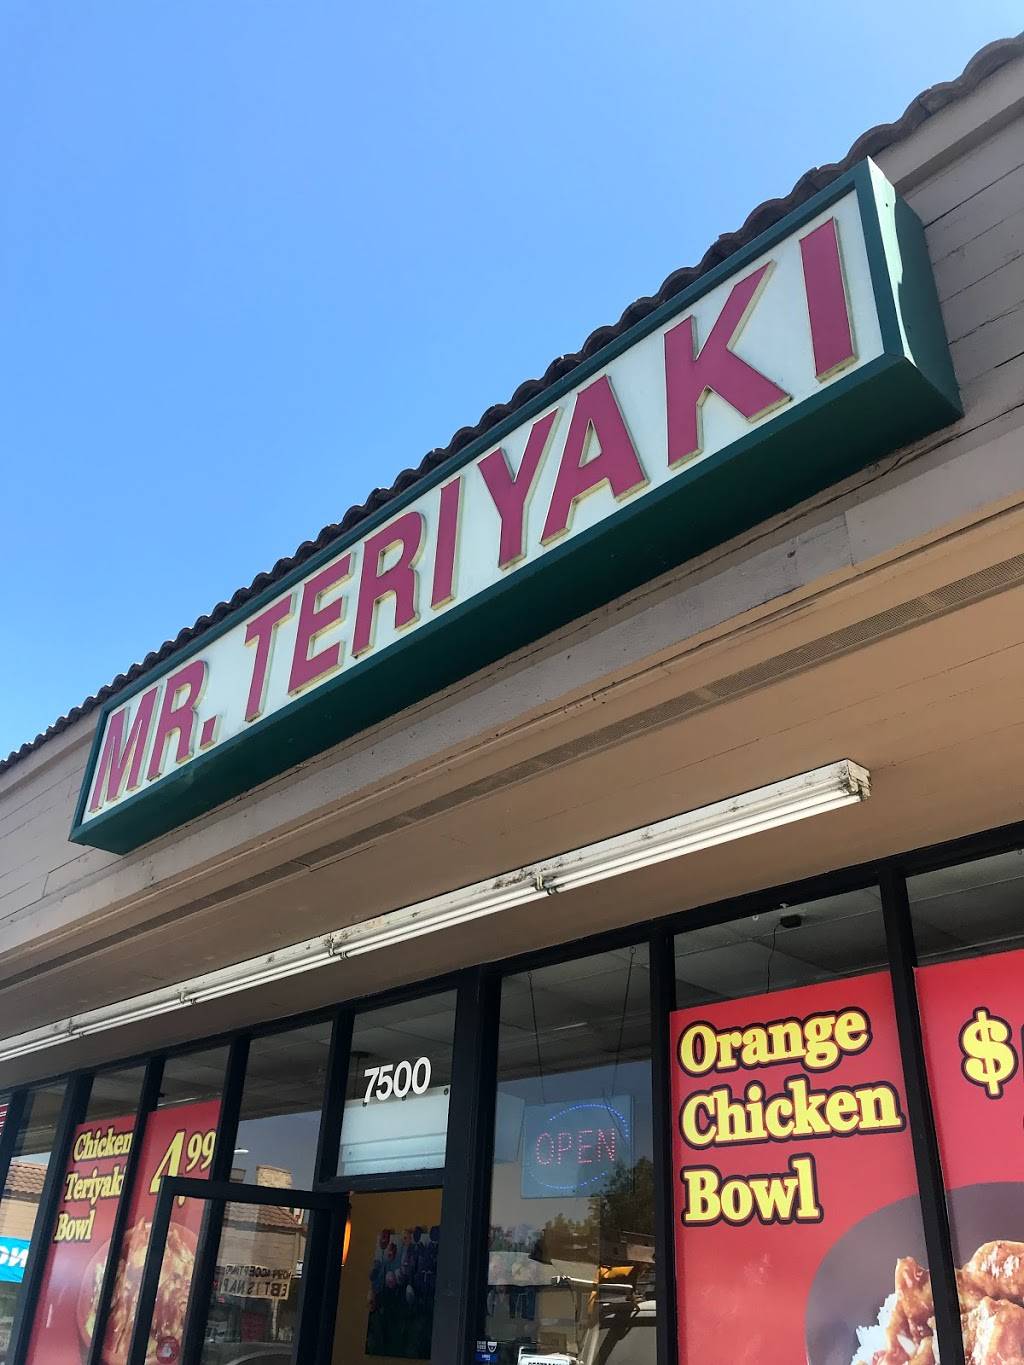 MR. TERIYAKI
7500
OPEN
Orange
Chicken
Bowl
$
Chicken
Teriyaki
Bowl
4.99